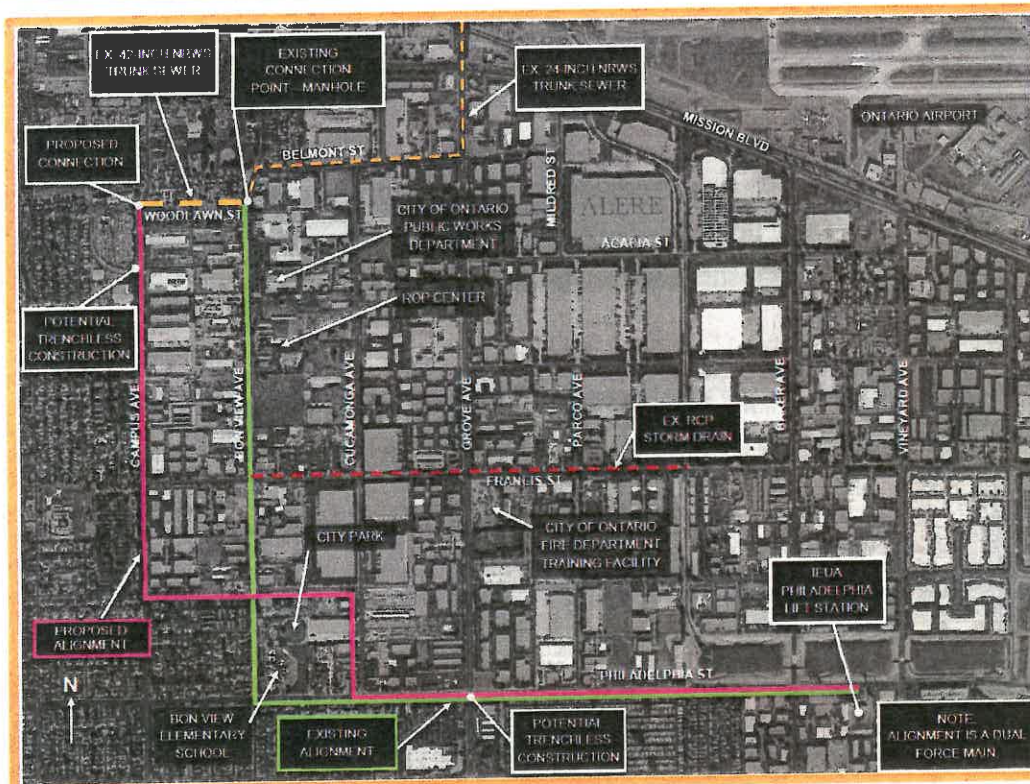 EX. 42-INCH NRWS
TRUNK SEWER
EXISTING
CONNECTION
POINT - MANHOLE
EX. 24-INCH NRWS
TRUNK SEWER
MISSION BLVD
ONTARIO AIRPORT
PROPOSED
CONNECTION
BELMONT ST
WOODLAWN ST
CITY OF ONTARIO
PUBLIC WORKS
DEPARTMENT
MILDRED ST
ACACIA ST
ROP CENTER
POTENTIAL
TRENCHLESS
CONSTRUCTION
CAMPUS AVE
BON VIEW AVE
CUCAMONGA AVE
GROVE AVE
PARCO AVE
BAKER AVE
VINEYARD AVE
EX. RCP
STORM DRAIN
FRANCIS ST
CITY PARK
CITY OF ONTARIO
FIRE DEPARTMENT
TRAINING FACILITY
IEUA
PHILADELPHIA
LIFT STATION
PROPOSED
ALIGNMENT
PHILADELPHIA ST
N
BON VIEW
ELEMENTARY
SCHOOL
EXISTING
ALIGNMENT
POTENTIAL
TRENCHLESS
CONSTRUCTION
NOTE:
ALIGNMENT IS A DUAL
FORCE MAIN.